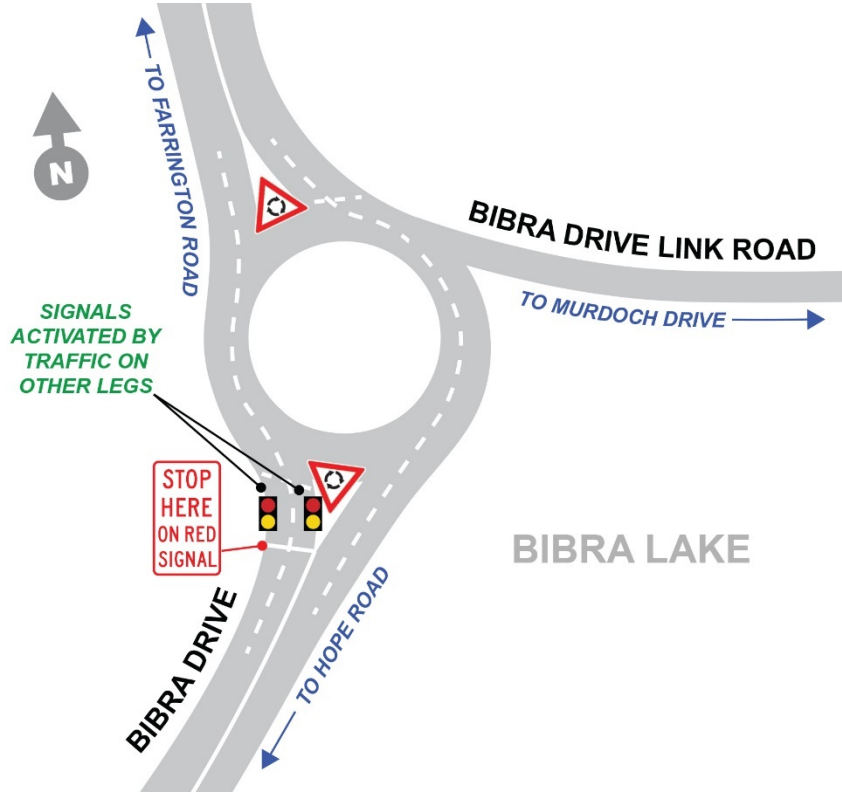 TO FARRINGTON ROAD
N
BIBRA DRIVE LINK ROAD
TO MURDOCH DRIVE
SIGNALS
ACTIVATED BY
TRAFFIC ON
OTHER LEGS
STOP
HERE
ON RED
SIGNAL
BIBRA LAKE
BIBRA DRIVE
TO HOPE ROAD